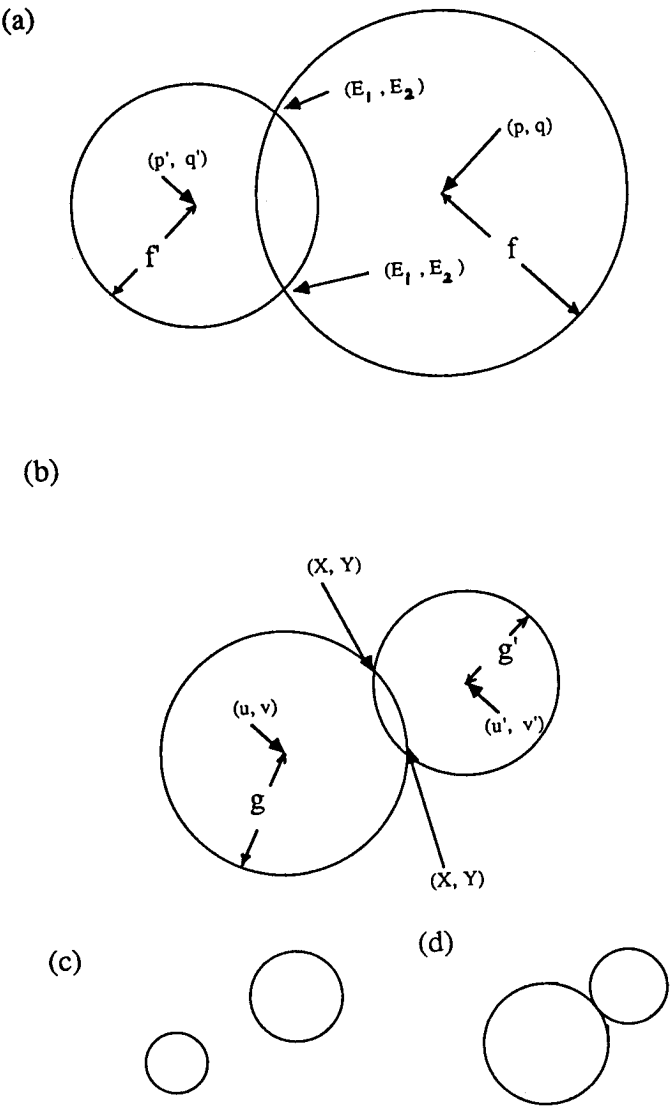 (a)
(E₁, E₂)
(p, q)
(p', q')
f'
f
(E₁, E₂)
(b)
(X, Y)
g'
(u, v)
(u', v')
g
(X, Y)
(c)
(d)